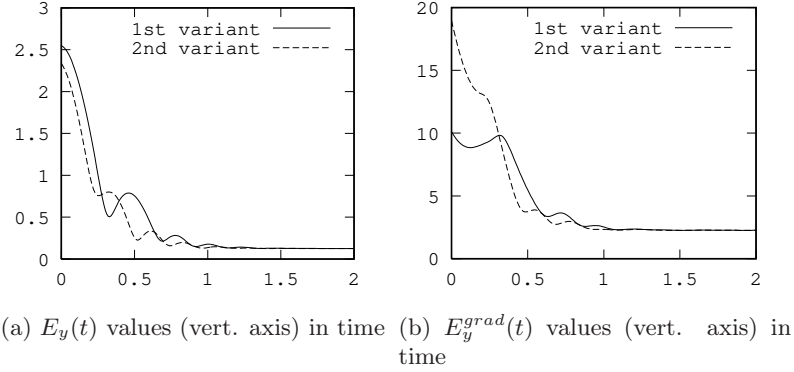 3
2.5
2
1.5
1
0.5
0
0 0.5 1 1.5 2
1st variant
2nd variant
20
15
10
5
0
0 0.5 1 1.5 2
1st variant
2nd variant
(a) E_y(t) values (vert. axis) in time
(b) E_y^{grad}(t) values (vert. axis) in
time